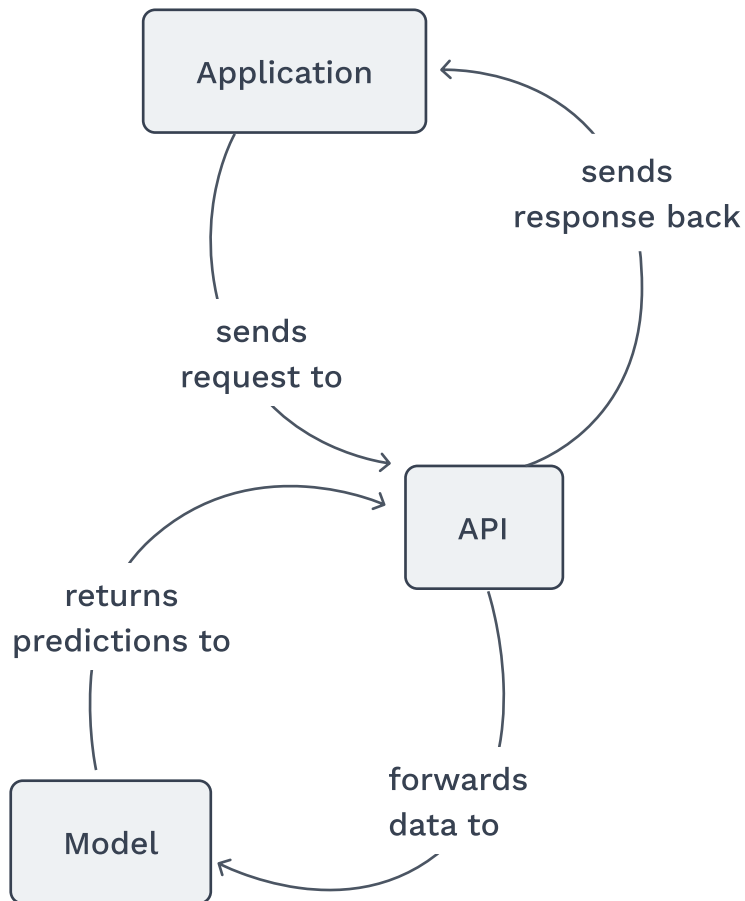 Application
sends
response back
sends
request to
API
returns
predictions to
forwards
data to
Model